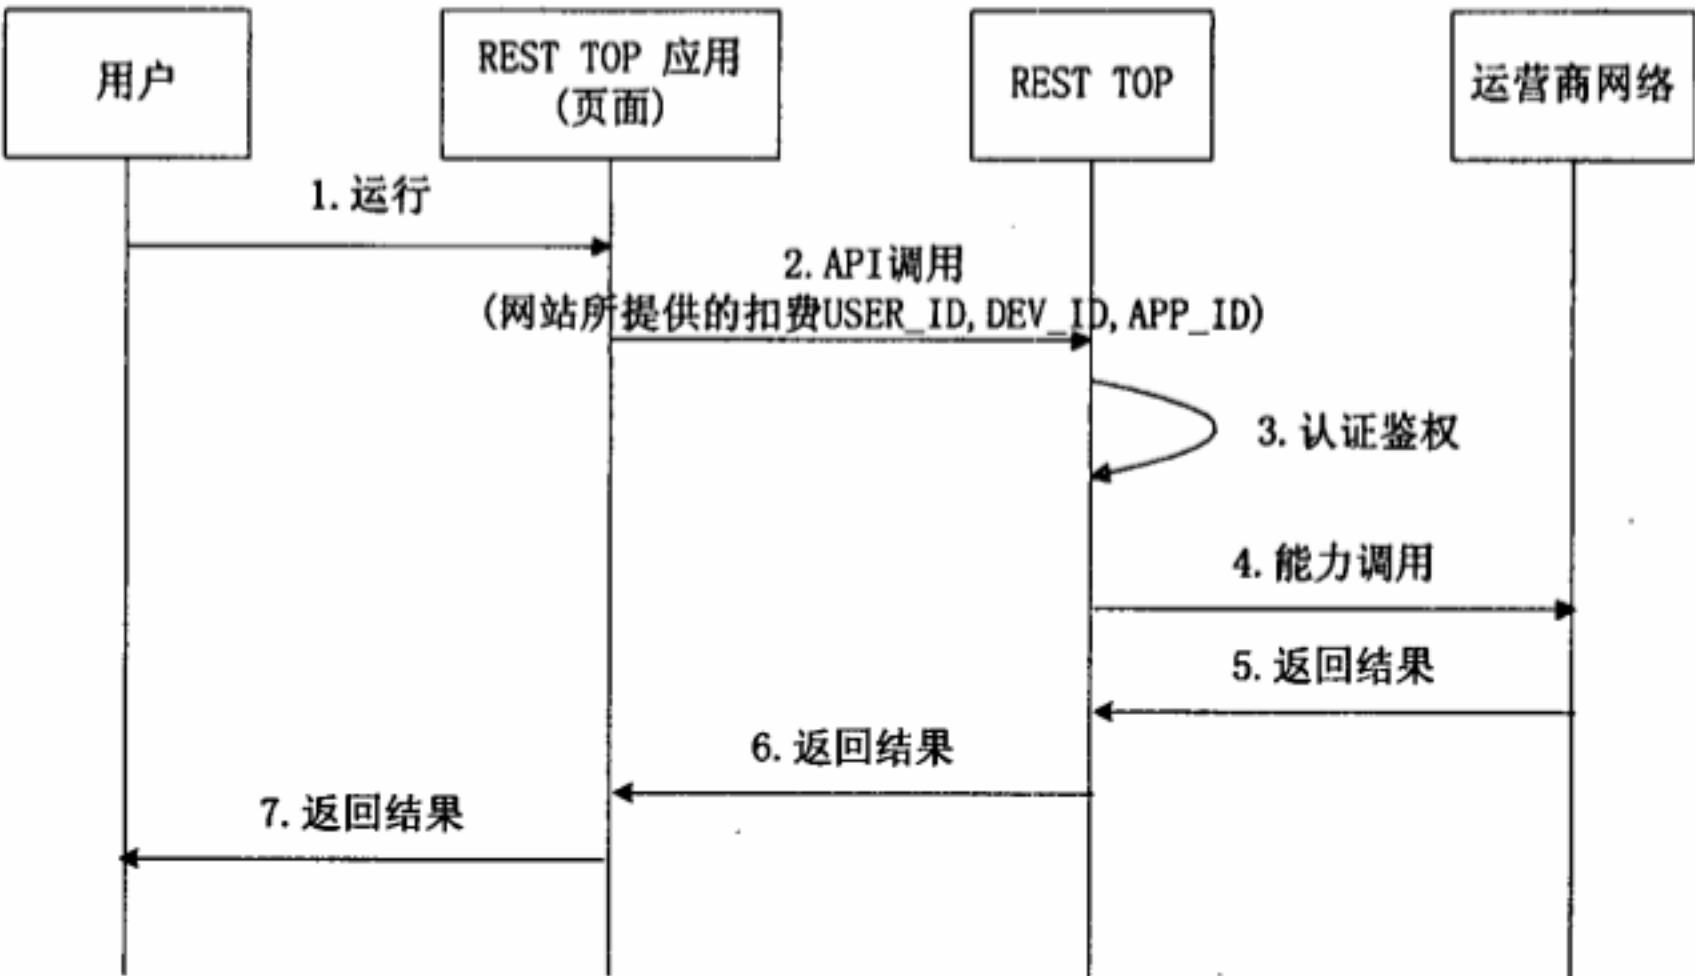 用户
REST TOP 应用
(页面)
REST TOP
运营商网络
1.运行
2.API调用
(网站所提供的扣费USER_ID,DEV_ID,APP_ID)
3.认证鉴权
4.能力调用
5.返回结果
6.返回结果
7.返回结果